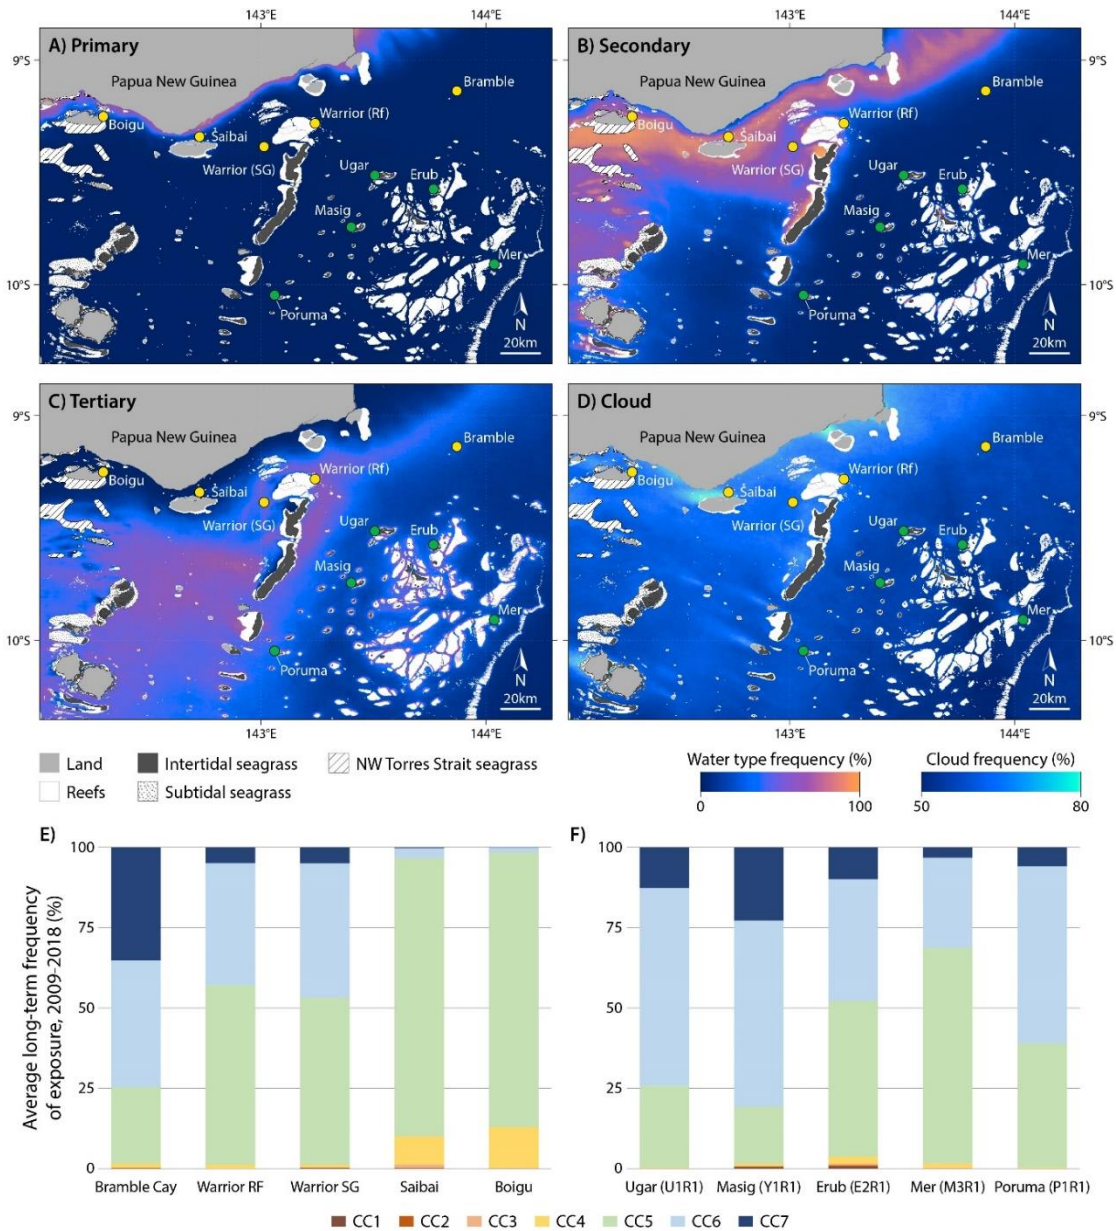 143°E 144°E 143°E 144°E
A) Primary
Papua New Guinea
9°S
10°S
Boigu
Saibai
Warrior (Rf)
Warrior (SG)
Bramble
Ugar
Erub
Masig
Mer
Poruma
N
20km
B) Secondary
Papua New Guinea
9°S
10°S
Boigu
Saibai
Warrior (Rf)
Warrior (SG)
Bramble
Ugar
Erub
Masig
Mer
Poruma
N
20km
C) Tertiary
Papua New Guinea
9°S
10°S
Boigu
Saibai
Warrior (Rf)
Warrior (SG)
Bramble
Ugar
Erub
Masig
Mer
Poruma
N
20km
D) Cloud
Papua New Guinea
9°S
10°S
Boigu
Saibai
Warrior (Rf)
Warrior (SG)
Bramble
Ugar
Erub
Masig
Mer
Poruma
N
20km
143°E 144°E 143°E 144°E
Land Intertidal seagrass NW Torres Strait seagrass
Reefs Subtidal seagrass
Water type frequency (%)
0 100
Cloud frequency (%)
50 80
E)
Average long-term frequency
of exposure, 2009-2018 (%)
100
75
50
25
0
Bramble Cay Warrior RF Warrior SG Saibai Boigu
F)
100
75
50
25
0
Ugar (U1R1) Masig (Y1R1) Erub (E2R1) Mer (M3R1) Poruma (P1R1)
CC1 CC2 CC3 CC4 CC5 CC6 CC7